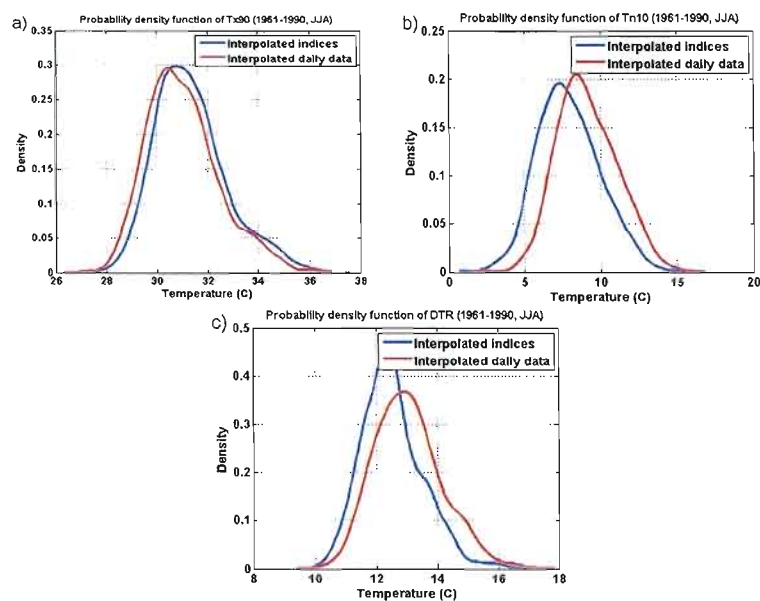 a)
Probability density function of Tx90 (1961-1990, JJA)
0.35
0.3
0.25
0.2
0.15
0.1
0.05
0
Density
Interpolated indices
Interpolated daily data
26 28 30 32 34 36 38
Temperature (C)
b)
Probability density function of Tn10 (1961-1990, JJA)
0.25
0.2
0.15
0.1
0.05
0
Density
Interpolated indices
Interpolated daily data
0 5 10 15 20
Temperature (C)
c)
Probability density function of DTR (1961-1990, JJA)
0.5
0.4
0.3
0.2
0.1
0
Density
Interpolated indices
Interpolated daily data
8 10 12 14 16 18
Temperature (C)